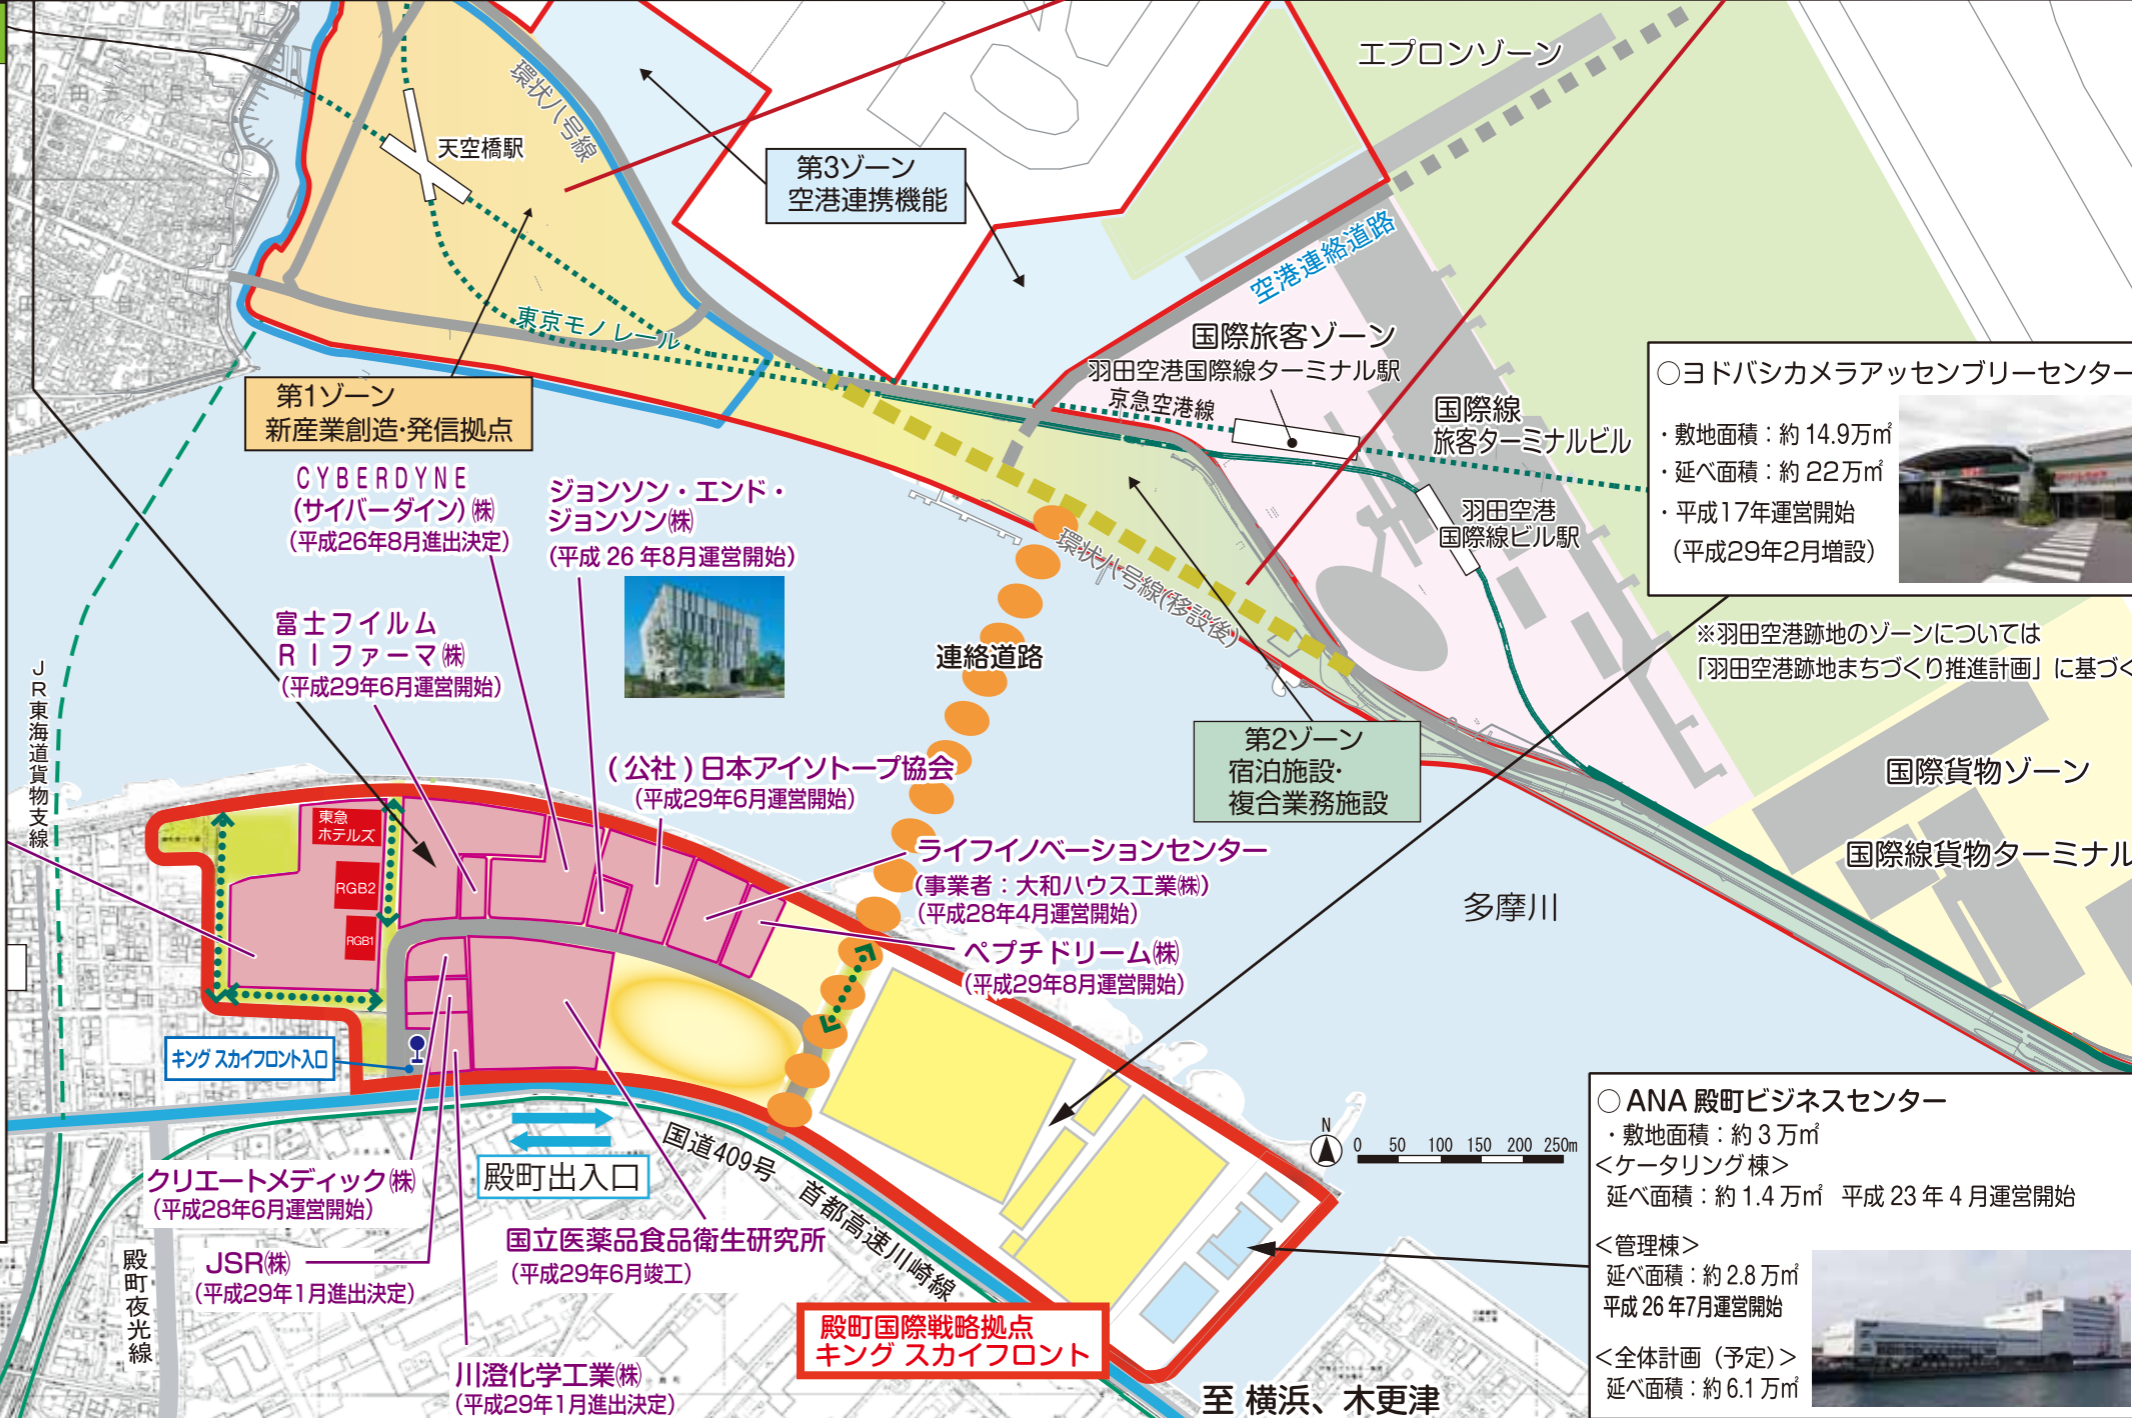 エプロンゾーン
環状八号線
天空橋駅
第3ゾーン
空港連携機能
空港連絡道路
東京モノレール
国際旅客ゾーン
羽田空港国際線ターミナル駅
京急空港線
国際線
旅客ターミナルビル
羽田空港
国際線ビル駅
○ヨドバシカメラアッセンブリーセンター
・敷地面積：約14.9万㎡
・延べ面積：約22万㎡
・平成17年運営開始
（平成29年2月増設）
第1ゾーン
新産業創造・発信拠点
CYBERDYNE
(サイバーダイン)㈱
（平成26年8月進出決定）
ジョンソン・エンド・
ジョンソン㈱
（平成26年8月運営開始）
環状八号線(移設後)
富士フイルム
RIファーマ㈱
（平成29年6月運営開始）
連絡道路
※羽田空港跡地のゾーンについては
「羽田空港跡地まちづくり推進計画」に基づく
JR東海道貨物支線
第2ゾーン
宿泊施設・
複合業務施設
(公社)日本アイソトープ協会
（平成29年6月運営開始）
国際貨物ゾーン
国際線貨物ターミナル
東急
ホテルズ
RGB2
RGB1
ライフイノベーションセンター
（事業者：大和ハウス工業㈱）
（平成28年4月運営開始）
多摩川
ペプチドリーム㈱
（平成29年8月運営開始）
キング スカイフロント入口
N
0 50 100 150 200 250m
クリエートメディック㈱
（平成28年6月運営開始）
殿町出入口
国道409号 首都高速川崎線
国立医薬品食品衛生研究所
（平成29年6月竣工）
JSR㈱
（平成29年1月進出決定）
殿町夜光線
川澄化学工業㈱
（平成29年1月進出決定）
殿町国際戦略拠点
キング スカイフロント
至 横浜、木更津
○ANA 殿町ビジネスセンター
・敷地面積：約3万㎡
＜ケータリング棟＞
延べ面積：約1.4万㎡ 平成23年4月運営開始
＜管理棟＞
延べ面積：約2.8万㎡
平成26年7月運営開始
＜全体計画（予定）＞
延べ面積：約6.1万㎡